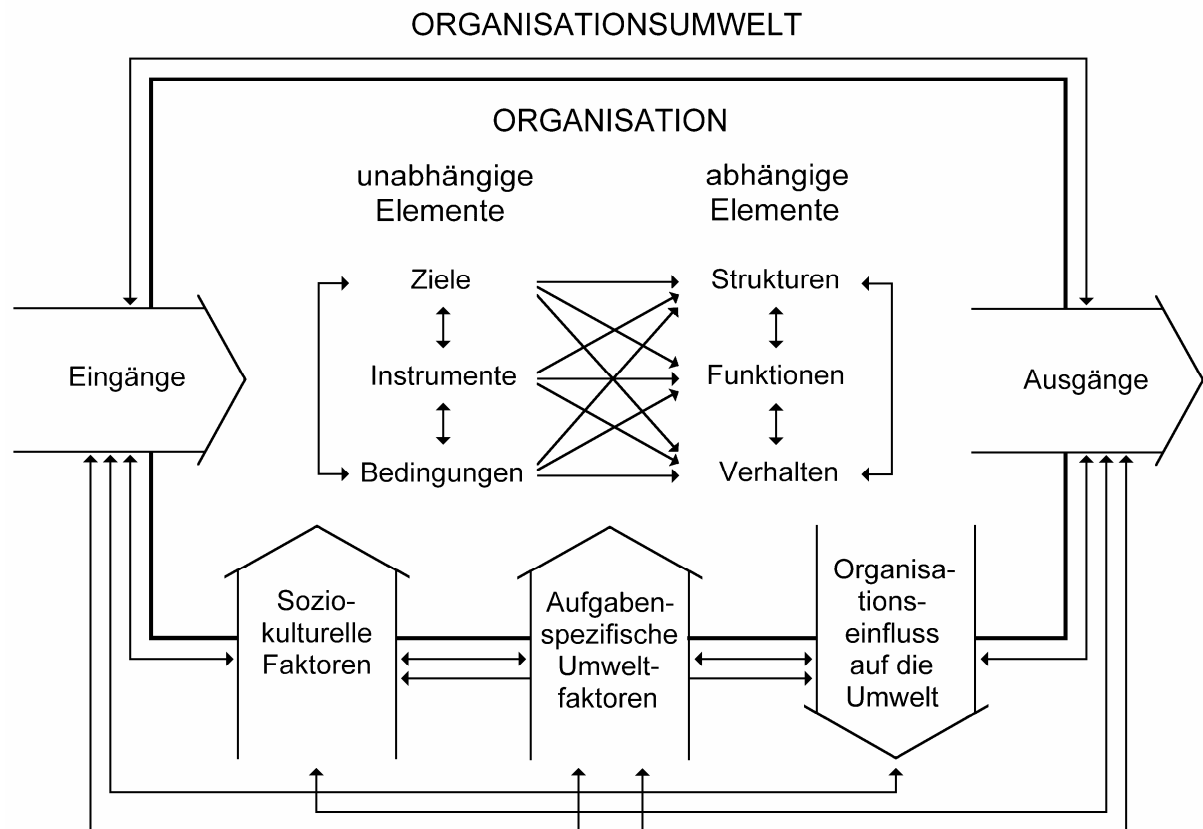 ORGANISATIONSUMWELT
ORGANISATION
unabhängige
Elemente
abhängige
Elemente
Ziele
Strukturen
Eingänge
Instrumente
Funktionen
Ausgänge
Bedingungen
Verhalten
Sozio-
kulturelle
Faktoren
Aufgaben-
spezifische
Umwelt-
faktoren
Organisa-
tions-
einfluss
auf die
Umwelt